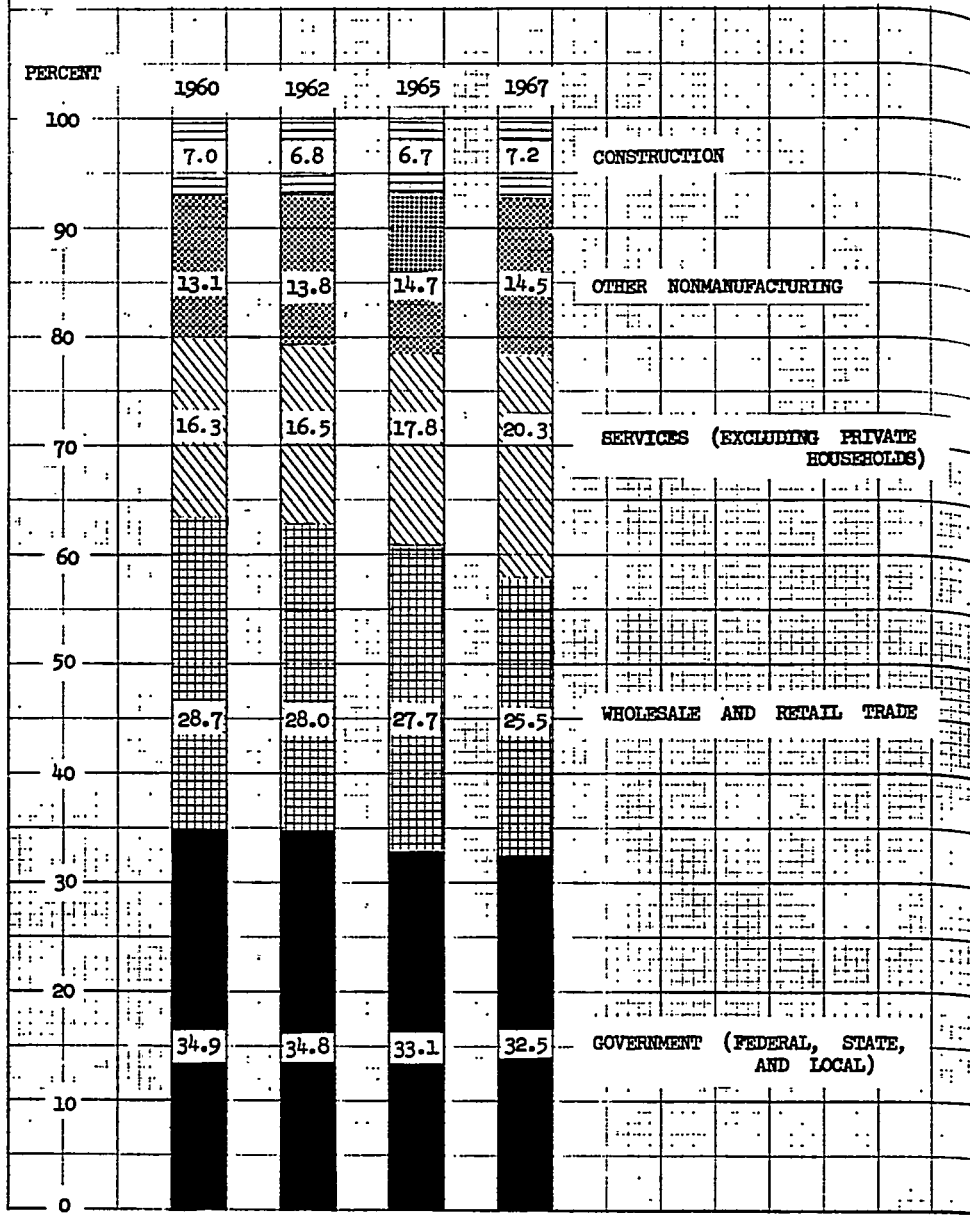 PERCENT
1960 1962 1965 1967
100
7.0 6.8 6.7 7.2 CONSTRUCTION
90
13.1 13.8 14.7 14.5 OTHER NONMANUFACTURING
80
16.3 16.5 17.8 20.3 SERVICES (EXCLUDING PRIVATE
70
HOUSEHOLDS)
60
50
28.7 28.0 27.7 25.5 WHOLESALE AND RETAIL TRADE
40
30
20
34.9 34.8 33.1 32.5 GOVERNMENT (FEDERAL, STATE,
AND LOCAL)
10
0